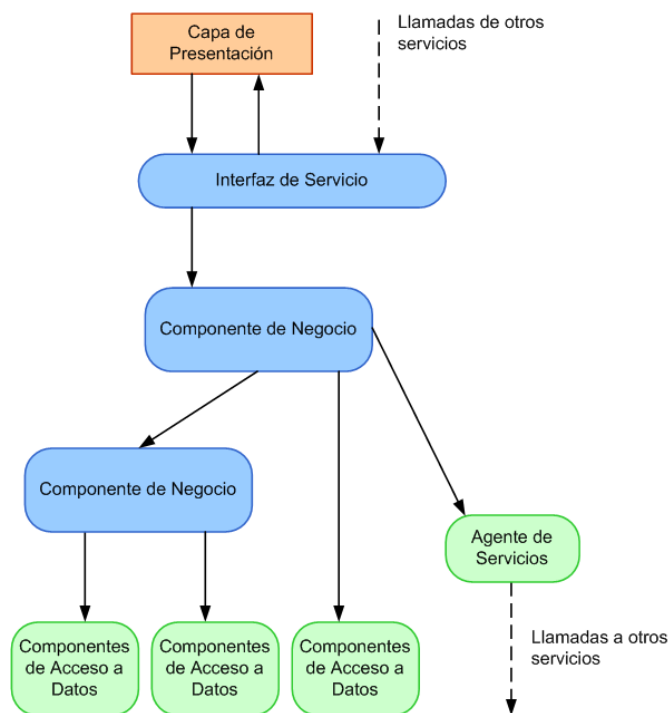 Capa de
Presentación
Llamadas de otros
servicios
Interfaz de Servicio
Componente de Negocio
Componente de Negocio
Agente de
Servicios
Componentes
de Acceso a
Datos
Componentes
de Acceso a
Datos
Componentes
de Acceso a
Datos
Llamadas a otros
servicios